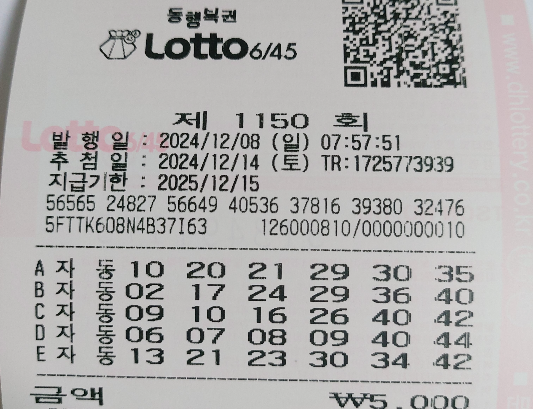 동행복권
Lotto 6/45
제 1150 회
발 행 일 : 2024/12/08 (일) 07:57:51
추 첨 일 : 2024/12/14 (토) TR:1725773939
지급기한 : 2025/12/15
56565 24827 56649 40536 37816 39380 32476
5FTTK608N4B37I63 126000810/0000000010
A 자 동 10 20 21 29 30 35
B 자 동 02 17 24 29 36 40
C 자 동 09 10 16 26 40 42
D 자 동 06 07 08 09 40 44
E 자 동 13 21 23 30 34 42
금액 ₩5,000